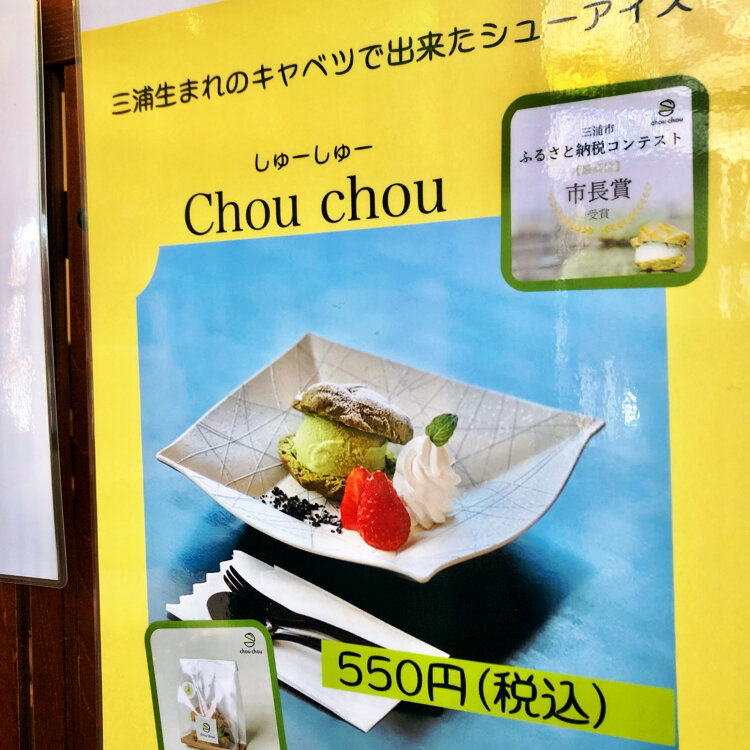 三浦生まれのキャベツで出来たシューアイス
しゅーしゅー
Chou chou
chou chou
三浦市
ふるさと納税コンテスト
市長賞
受賞
550円(税込)
chou chou
Chou chou